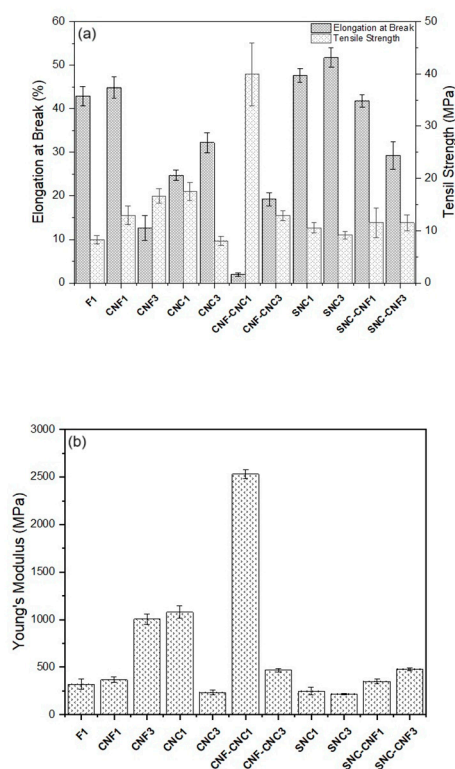 (a)
Elongation at Break
Tensile Strength
Elongation at Break (%)
60
50
40
30
20
10
0
Tensil Strength (MPa)
50
40
30
20
10
0
F1
CNF1
CNF3
CNC1
CNC3
CNF-CNC1
CNF-CNC3
SNC1
SNC3
SNC-CNF1
SNC-CNF3
(b)
Young's Modulus (MPa)
3000
2500
2000
1500
1000
500
0
F1
CNF1
CNF3
CNC1
CNC3
CNF-CNC1
CNF-CNC3
SNC1
SNC3
SNC-CNF1
SNC-CNF3